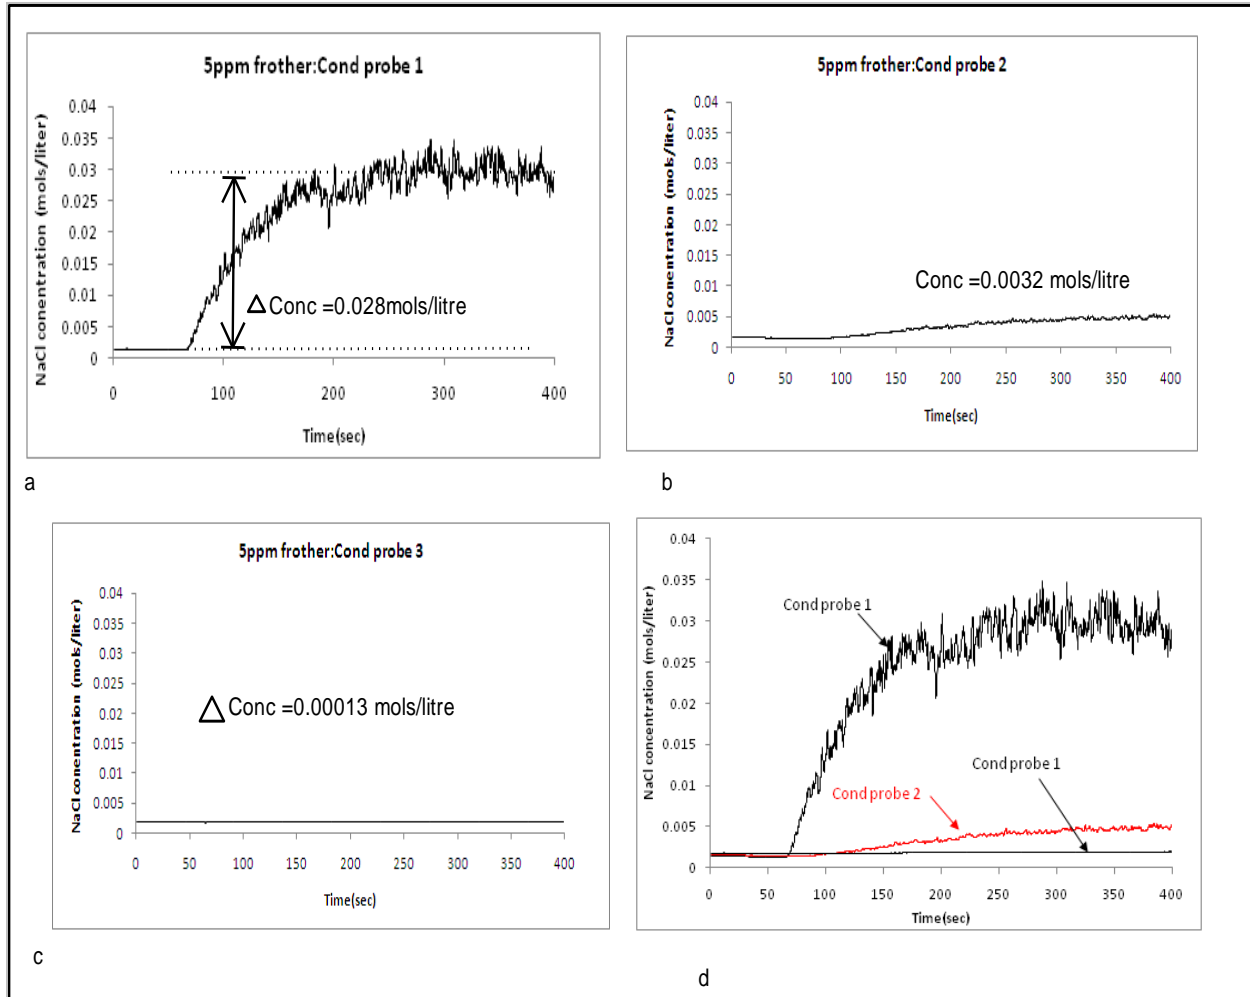 5ppm frother:Cond probe 1
NaCl conentration (mols/liter)
0.04
0.035
0.03
0.025
0.02
0.015
0.01
0.005
0
△ Conc =0.028mols/litre
0 100 200 300 400
Time(sec)
a
5ppm frother:Cond probe 2
NaCl concentration (mols/liter)
0.04
0.035
0.03
0.025
0.02
0.015
0.01
0.005
0
Conc =0.0032 mols/litre
0 50 100 150 200 250 300 350 400
Time(sec)
b
5ppm frother:Cond probe 3
NaCl conentration (mols/liter)
0.04
0.035
0.03
0.025
0.02
0.015
0.01
0.005
0
△ Conc =0.00013 mols/litre
0 50 100 150 200 250 300 350 400
Time(sec)
c
NaCl concentration (mols/liter)
0.04
0.035
0.03
0.025
0.02
0.015
0.01
0.005
0
Cond probe 1
Cond probe 1
Cond probe 2
0 50 100 150 200 250 300 350 400
Time(sec)
d